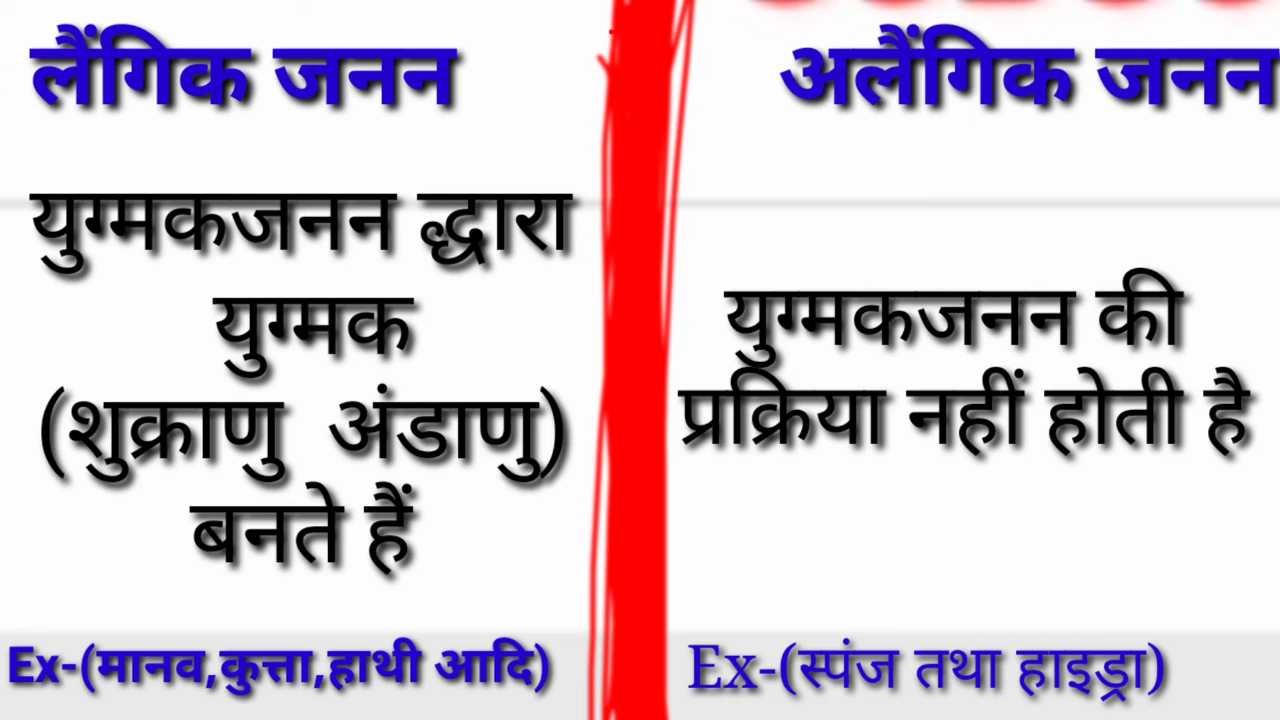 लैंगिक जनन
युग्मकजनन द्धारा
युग्मक
(शुक्राणु अंडाणु)
बनते हैं
Ex-(मानव,कुत्ता,हाथी आदि)
अलैंगिक जनन
युग्मकजनन की
प्रक्रिया नहीं होती है
Ex-(स्पंज तथा हाइड्रा)